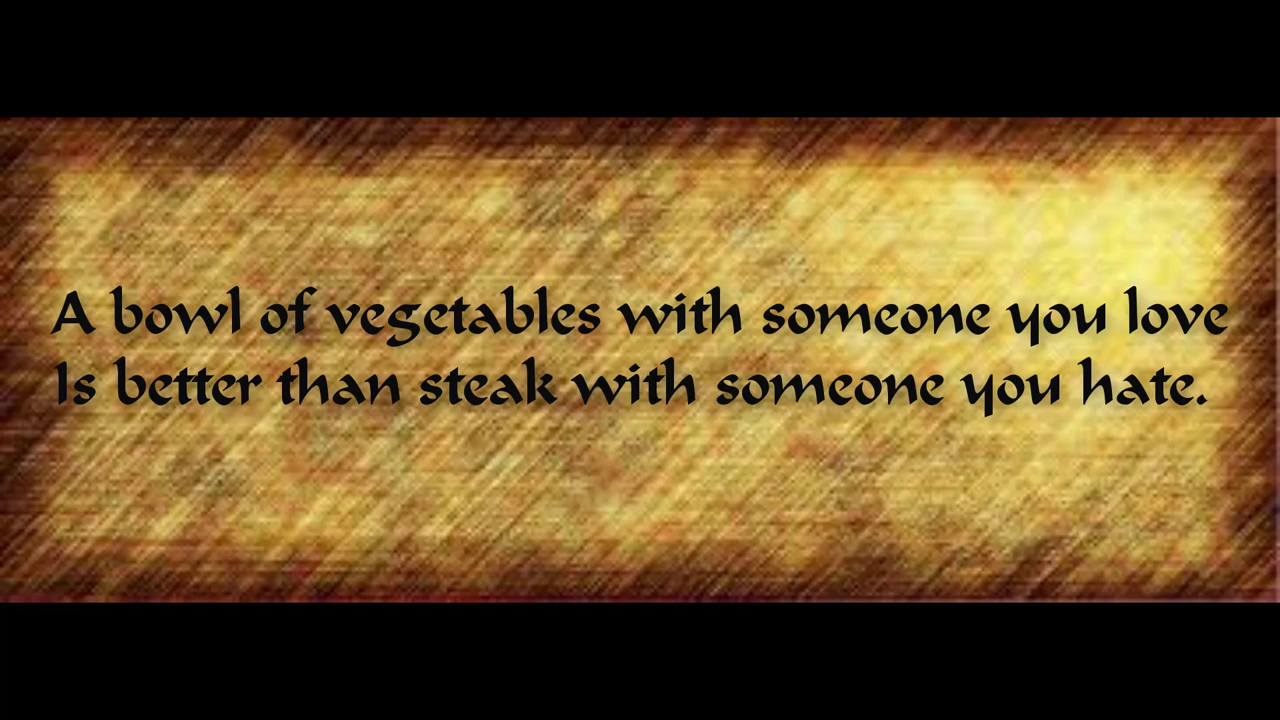 A bowl of vegetables with someone you love
Is better than steak with someone you hate.